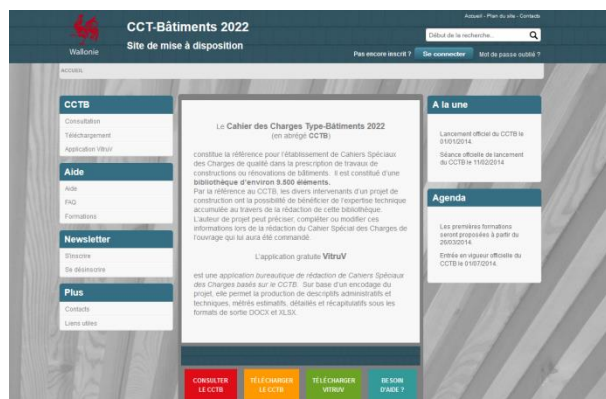 Accueil - Plan du site - Contacts
CCT-Bâtiments 2022
Site de mise à disposition
Wallonie
Début de la recherche...
Pas encore inscrit ?
Se connecter
Mot de passe oublié ?
ACCUEIL
CCTB
Consultation
Téléchargement
Application VitruV
Aide
Aide
FAQ
Formations
Newsletter
S'inscrire
Se désinscrire
Plus
Contacts
Liens utiles
Le Cahier des Charges Type-Bâtiments 2022
(en abrégé CCTB)
constitue la référence pour l'établissement de Cahiers Spéciaux
des Charges de qualité dans la prescription de travaux de
constructions ou rénovations de bâtiments. Il est constitué d'une
bibliothèque d'environ 9.500 éléments.
Par la référence au CCTB, les divers intervenants d'un projet de
construction ont la possibilité de bénéficier de l'expertise technique
accumulée au travers de la rédaction de cette bibliothèque.
L'auteur de projet peut préciser, compléter ou modifier ces
informations lors de la rédaction du Cahier Spécial des Charges de
l'ouvrage qui lui aura été commandé.
L'application gratuite VitruV
est une application bureautique de rédaction de Cahiers Spéciaux
des Charges basés sur le CCTB. Sur base d'un encodage du
projet, elle permet la production de descriptifs administratifs et
techniques, métrés estimatifs, détaillés et récapitulatifs sous les
formats de sortie DOCX et XLSX.
CONSULTER
LE CCTB
TÉLÉCHARGER
LE CCTB
TÉLÉCHARGER
VITRUV
BESOIN
D'AIDE ?
A la une
Lancement officiel du CCTB le
01/01/2014.
Séance officielle de lancement
du CCTB le 11/02/2014.
Agenda
Les premières formations
seront proposées à partir du
26/03/2014.
Entrée en vigueur officielle du
CCTB le 01/07/2014.